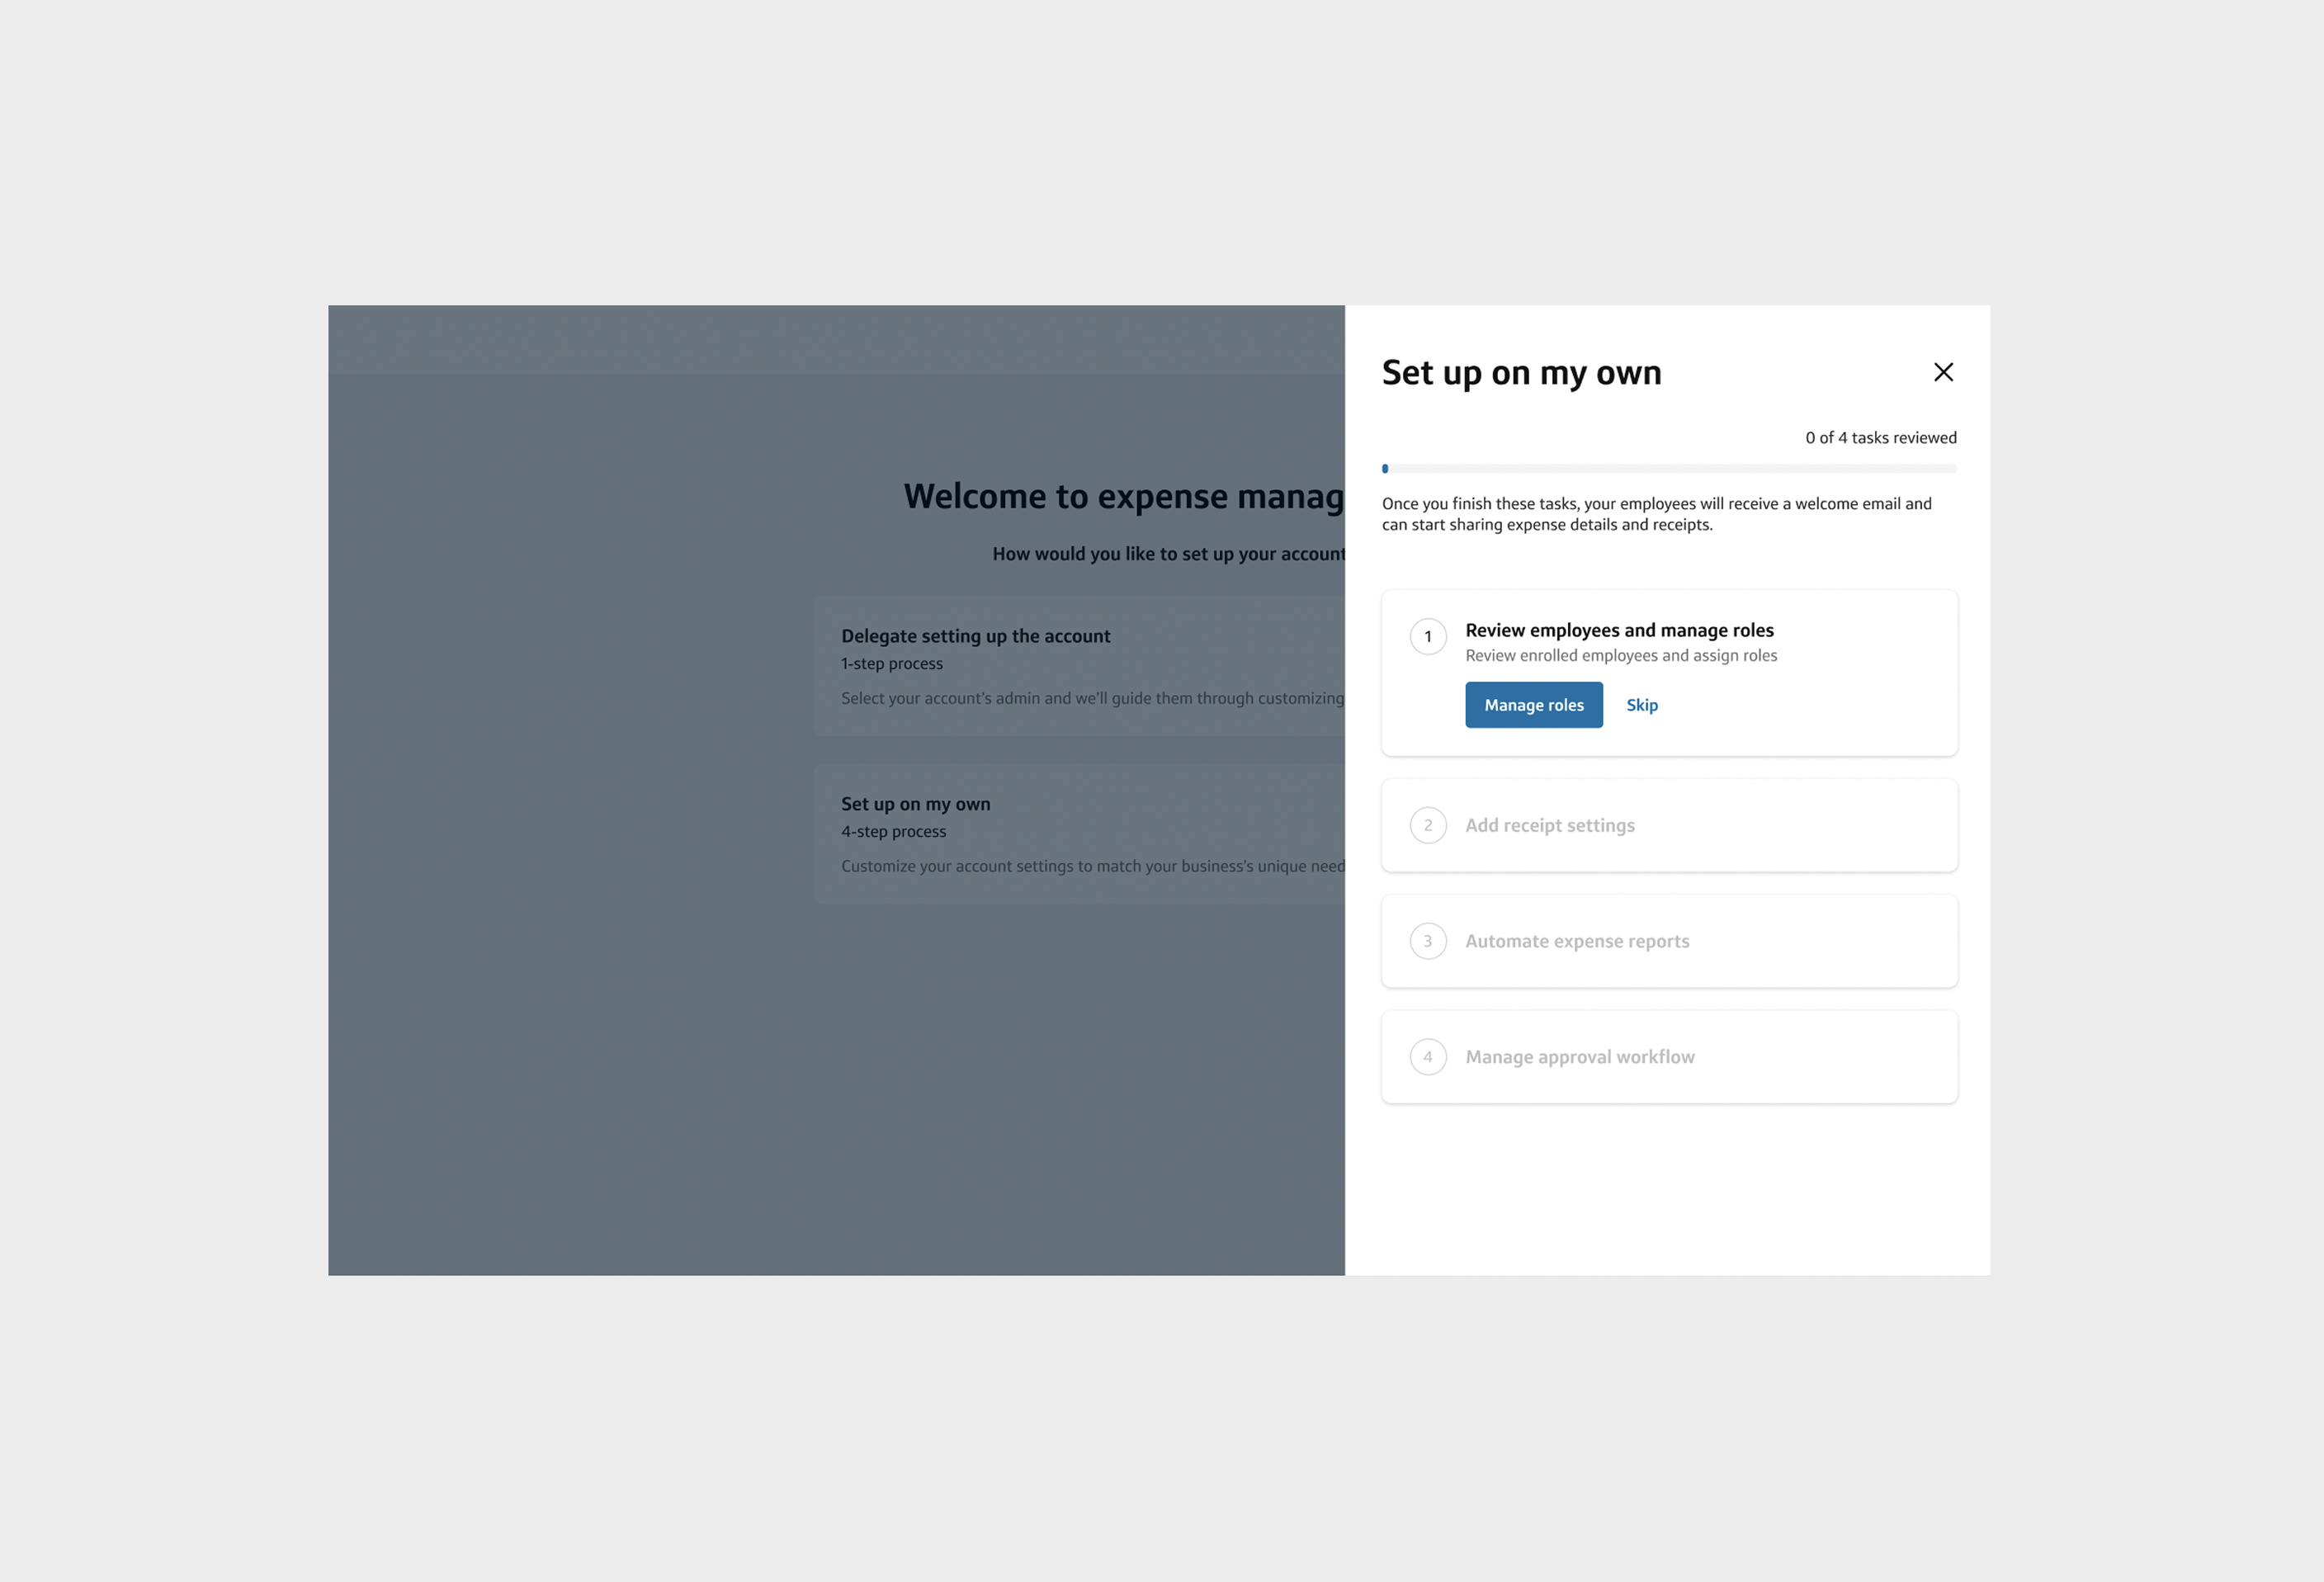 Welcome to expense manag
How would you like to set up your account
Delegate setting up the account
1-step process
Select your account's admin and we'll guide them through customizing
Set up on my own
4-step process
Customize your account settings to match your business's unique need
Set up on my own
0 of 4 tasks reviewed
Once you finish these tasks, your employees will receive a welcome email and
can start sharing expense details and receipts.
1 Review employees and manage roles
Review enrolled employees and assign roles
Manage roles Skip
2 Add receipt settings
3 Automate expense reports
4 Manage approval workflow